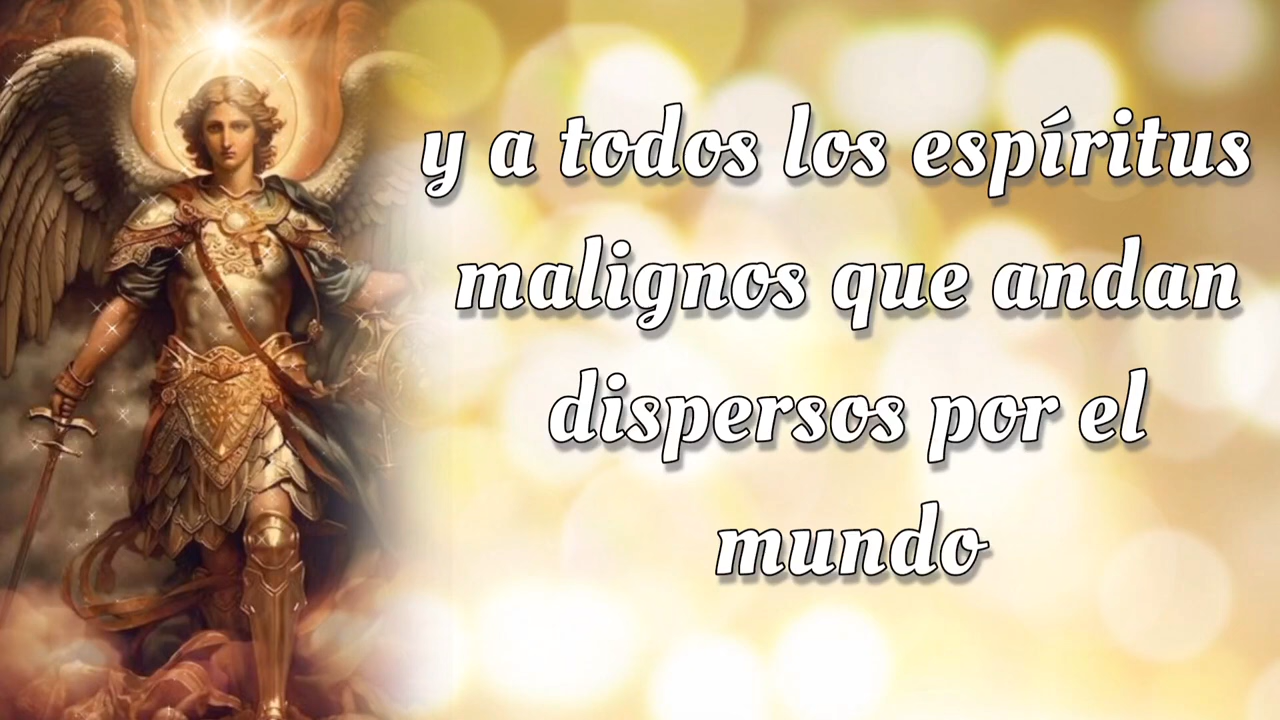 y a todos los espíritus
malignos que andan
dispersos por el
mundo